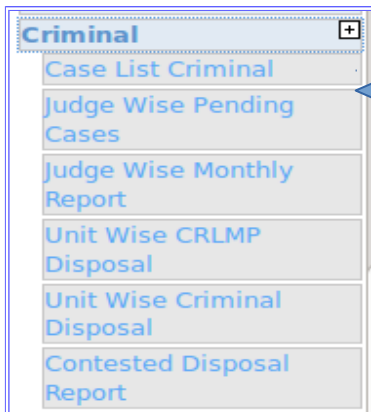 Criminal
Case List Criminal
Judge Wise Pending
Cases
Judge Wise Monthly
Report
Unit Wise CRLMP
Disposal
Unit Wise Criminal
Disposal
Contested Disposal
Report